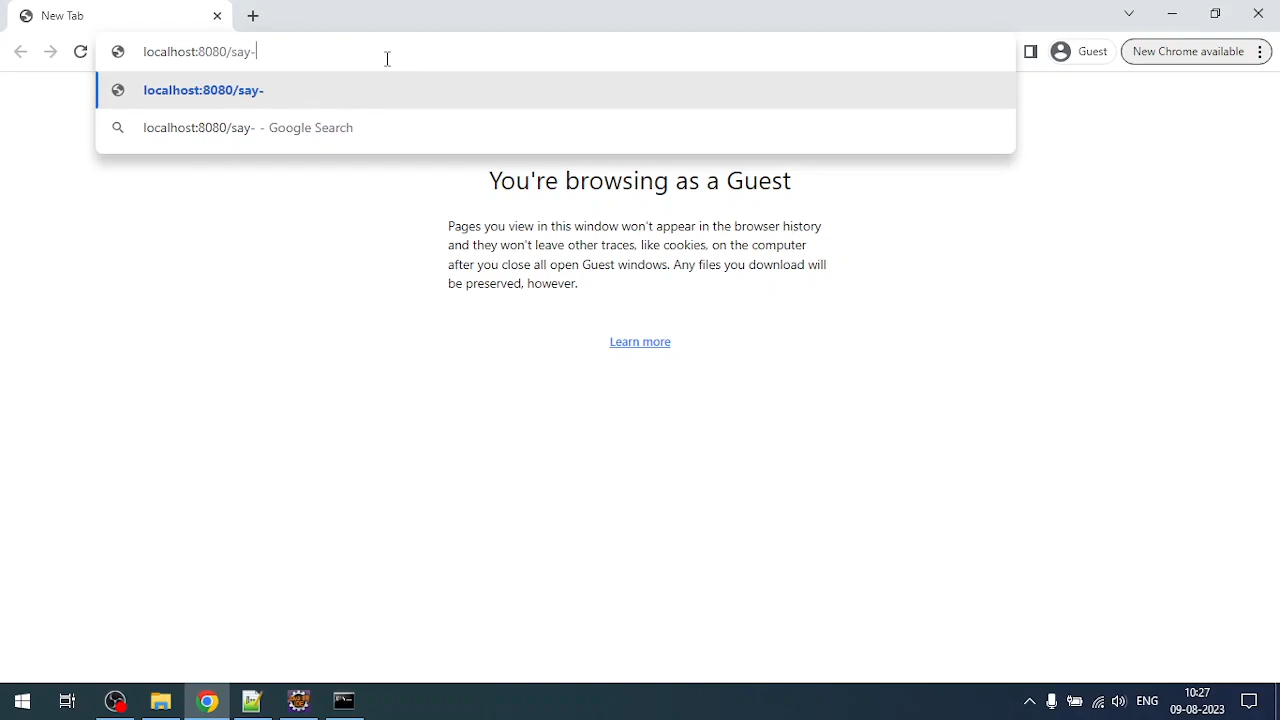 New Tab
localhost:8080/say-
Guest
New Chrome available
localhost:8080/say-
localhost:8080/say- - Google Search
You're browsing as a Guest
Pages you view in this window won't appear in the browser history
and they won't leave other traces, like cookies, on the computer
after you close all open Guest windows. Any files you download will
be preserved, however.
Learn more
ENG
10:27
09-08-2023